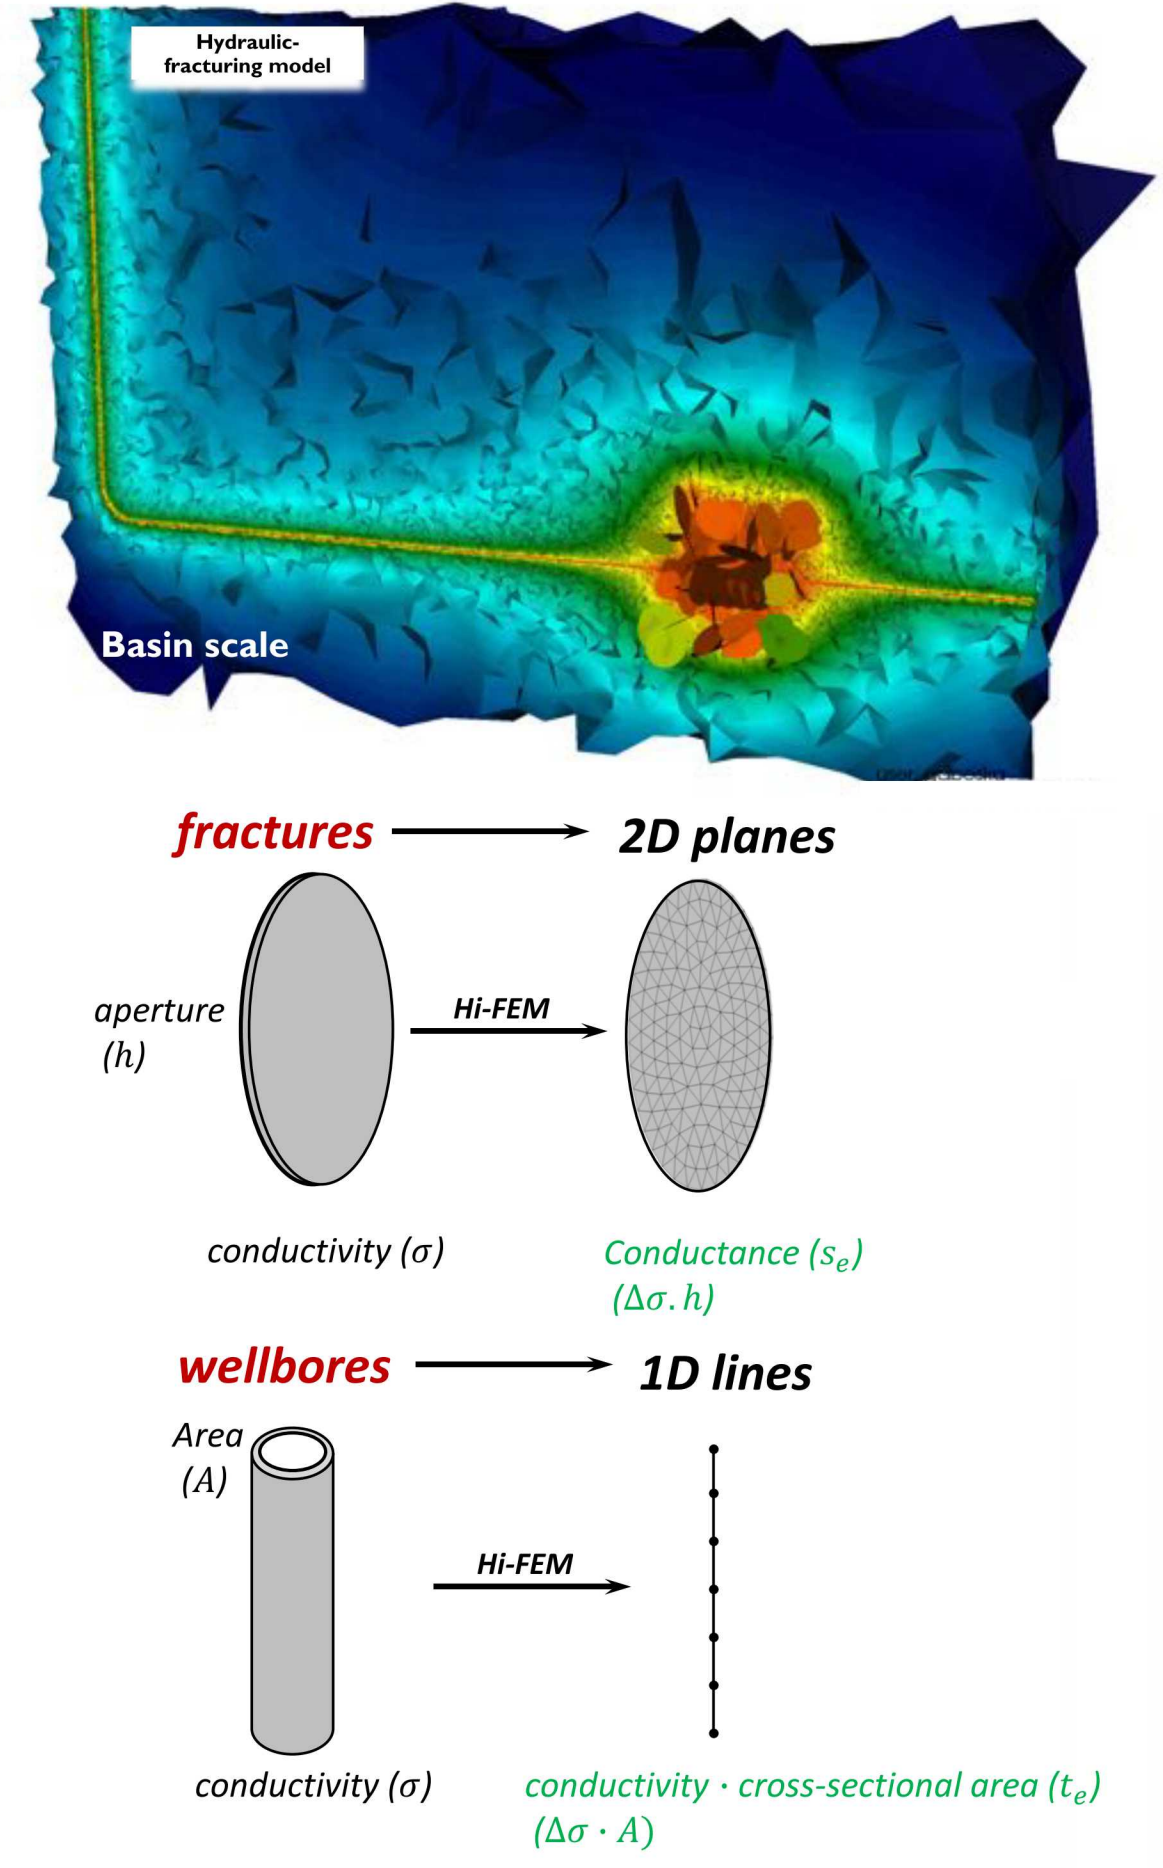 Hydraulic-
fracturing model
Basin scale
fractures
2D planes
aperture
(h)
Hi-FEM
conductivity (σ)
Conductance (sₑ)
(Δσ. h)
wellbores
1D lines
Area
(A)
Hi-FEM
conductivity (σ)
conductivity · cross-sectional area (tₑ)
(Δσ · A)